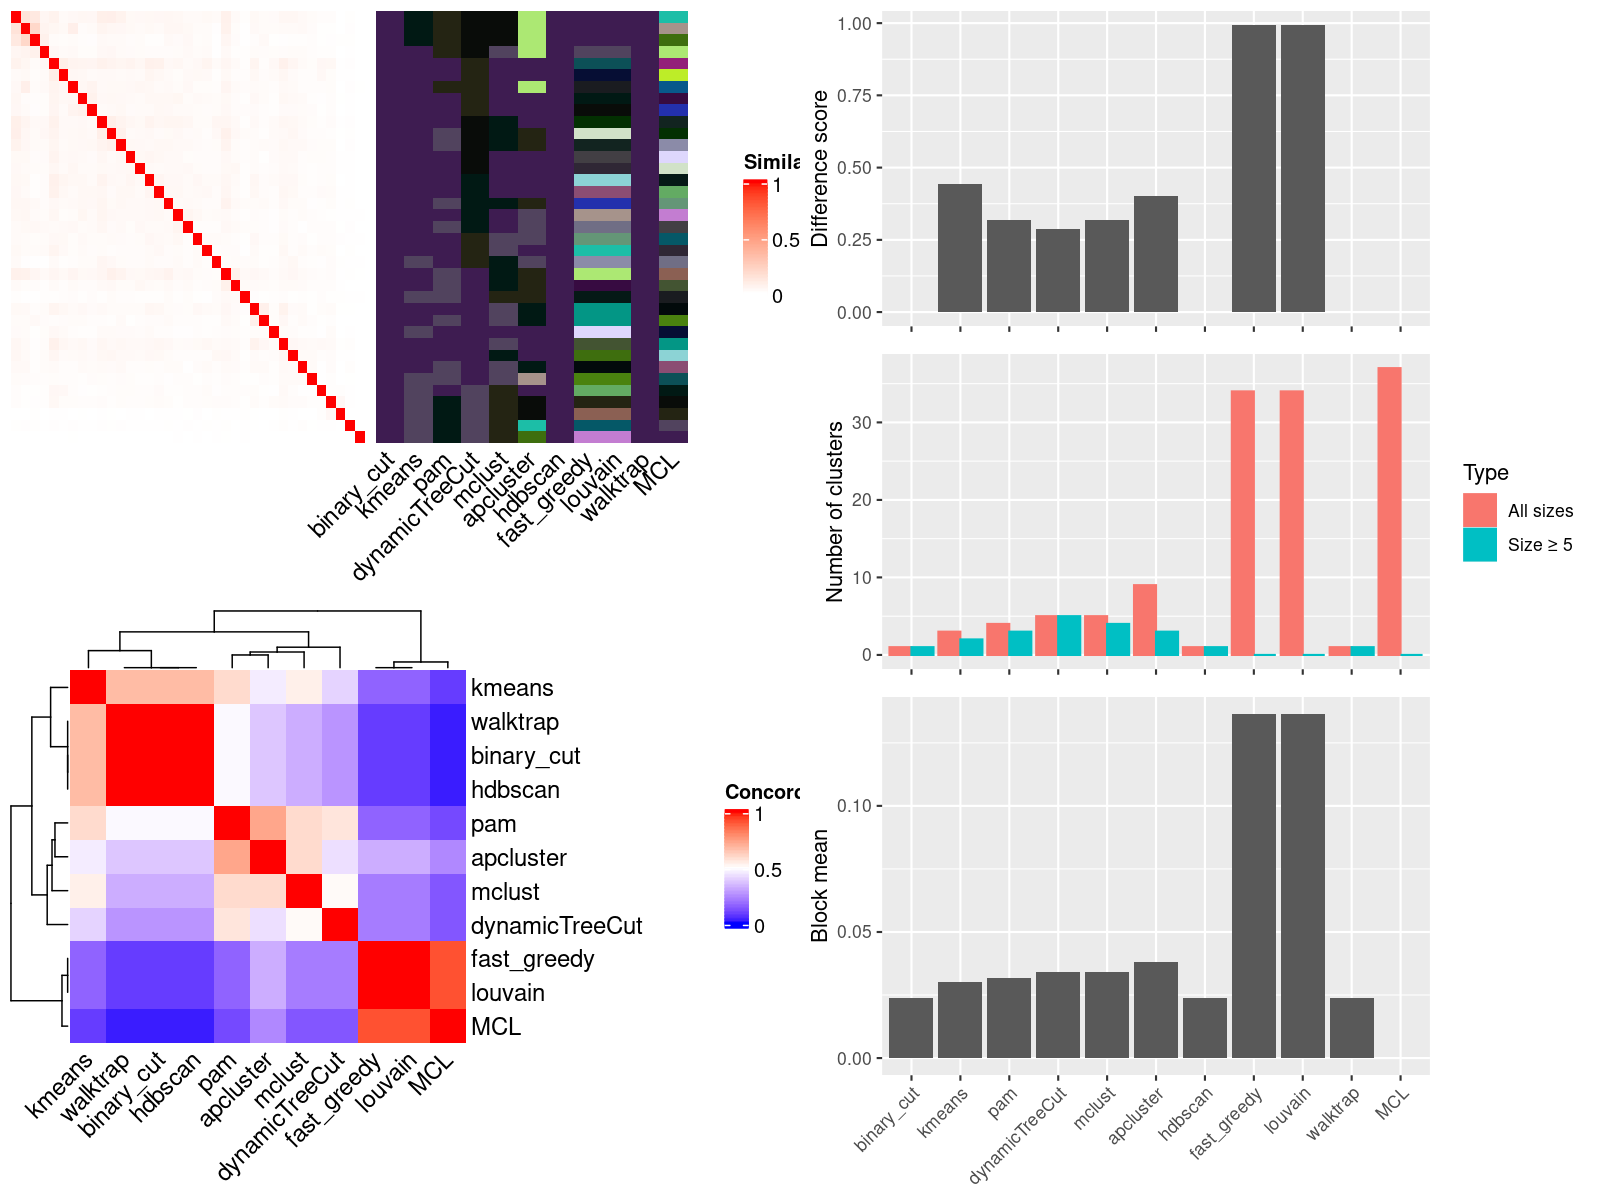 Simila
1
0.5
0
binary_cut
kmeans
pam
dynamicTreeCut
mclust
apcluster
hdbscan
fast_greedy
louvain
walktrap
MCL
kmeans
walktrap
binary_cut
hdbscan
pam
apcluster
mclust
dynamicTreeCut
fast_greedy
louvain
MCL
Concord
1
0.5
0
kmeans
walktrap
binary_cut
hdbscan
pam
apcluster
mclust
dynamicTreeCut
fast_greedy
louvain
MCL
Difference score
1.00
0.75
0.50
0.25
0.00
Number of clusters
30
20
10
0
Type
All sizes
Size ≥ 5
Block mean
0.10
0.05
0.00
binary_cut
kmeans
pam
dynamicTreeCut
mclust
apcluster
hdbscan
fast_greedy
louvain
walktrap
MCL